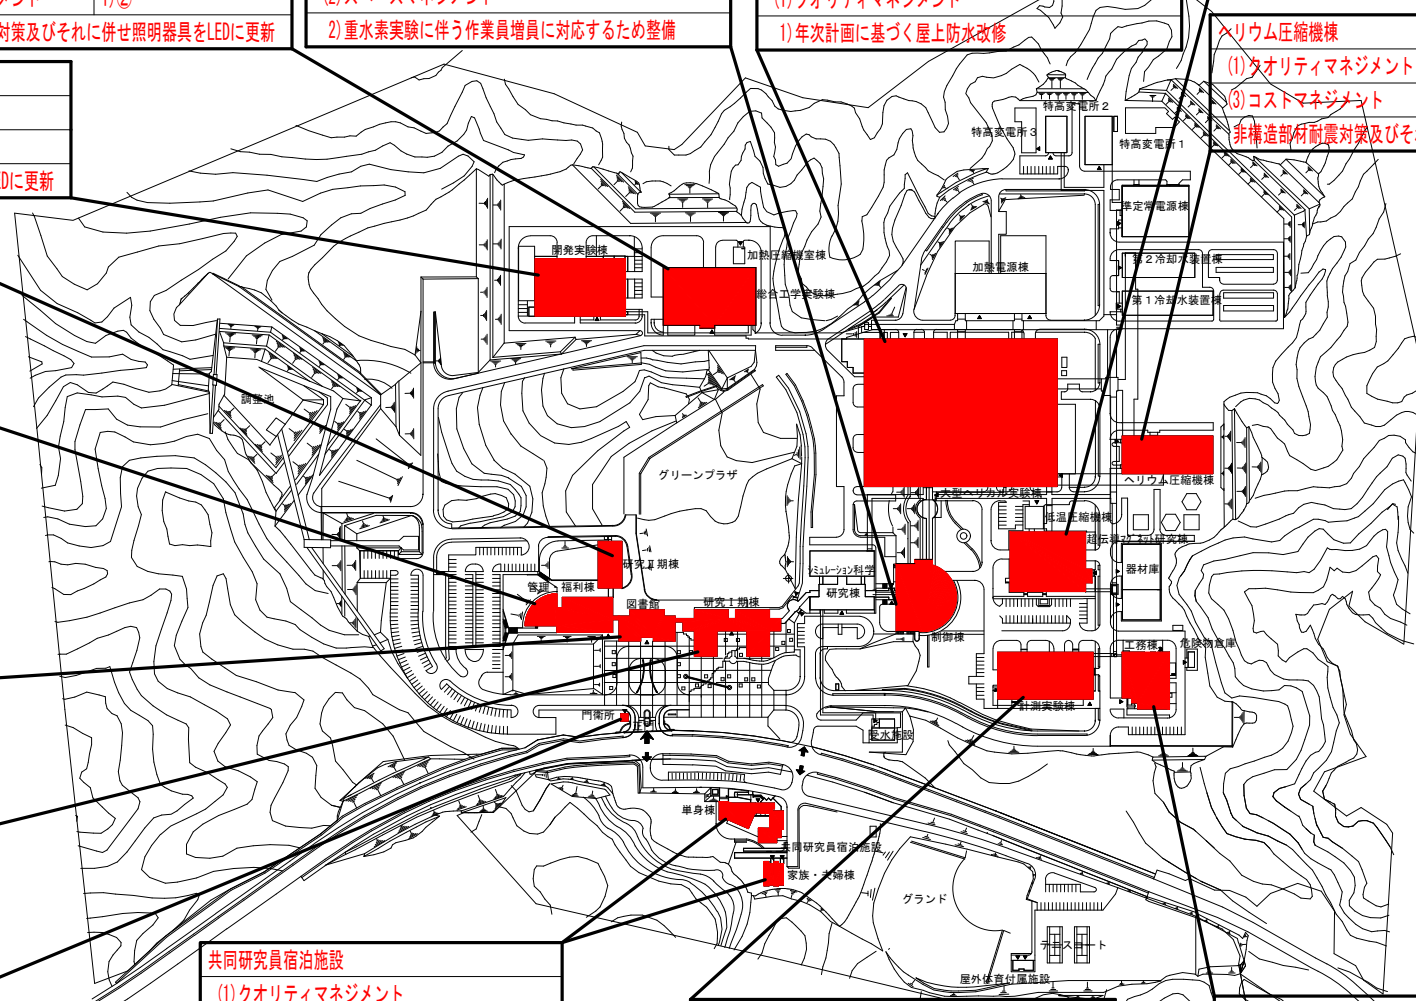 対策及びそれに併せ照明器具をLEDに更新
2)重水素実験に伴う作業員増員に対応するため整備
1)年次計画に基づく屋上防水改修
ヘリウム圧縮機棟
(1)クオリティマネジメント
(3)コストマネジメント
非構造部材耐震対策及びそ
Dに更新
特高変電所2
特高変電所3
特高変電所1
準定常電源棟
第2冷却水装置棟
第1冷却水装置棟
加熱電源棟
開発実験棟
加熱圧縮機室棟
総合工学実験棟
調整池
グリーンプラザ
大型ヘリカル実験棟
ヘリウム圧縮機棟
低温圧縮機棟
超伝導マグネット研究棟
器材庫
シミュレーション科学
研究棟
研究Ⅱ期棟
管理
福利棟
図書館
研究Ⅰ期棟
制御棟
工務棟
危険物倉庫
計測実験棟
門衛所
受水施設
単身棟
共同研究員宿泊施設
家族・夫婦棟
グランド
テニスコート
屋外体育付属施設
共同研究員宿泊施設
(1)クオリティマネジメント